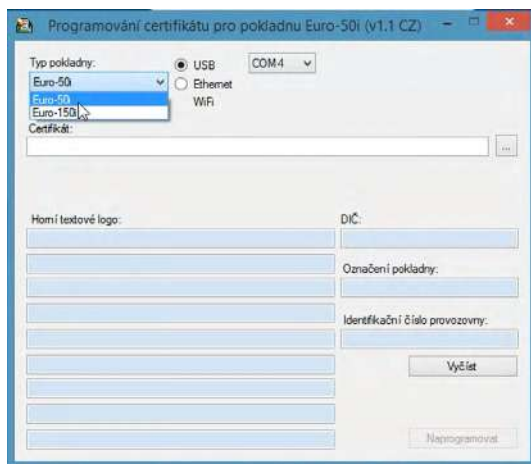 Programování certifikátu pro pokladnu Euro-50i (v1.1 CZ)
Typ pokladny:
Euro-50i
Euro-50i
Euro-150i
USB
COM4
Ethernet
WiFi
Certifikát:
...
Horní textové logo:
DIČ:
Označení pokladny:
Identifikační číslo provozovny:
Vyčíst
Naprogramovat